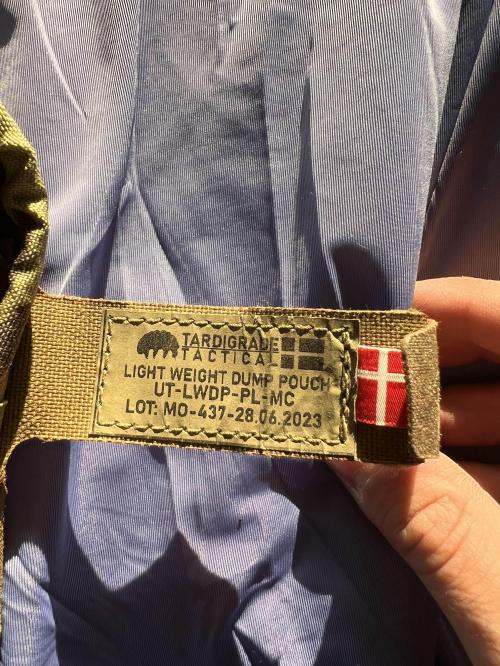 TARDIGRADE
TACTICAL
LIGHT WEIGHT DUMP POUCH
UT-LWDP-PL-MC
LOT: MO-437-28.06.2023